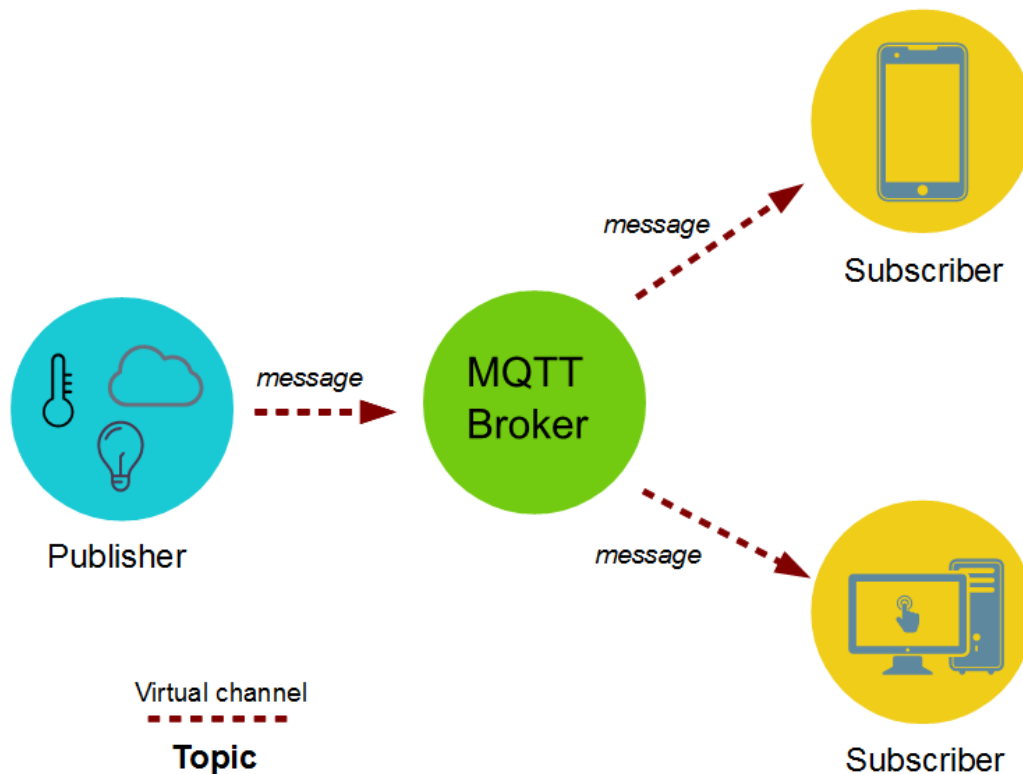 message
Subscriber
message
MQTT
Broker
Publisher
message
Virtual channel
Topic
Subscriber